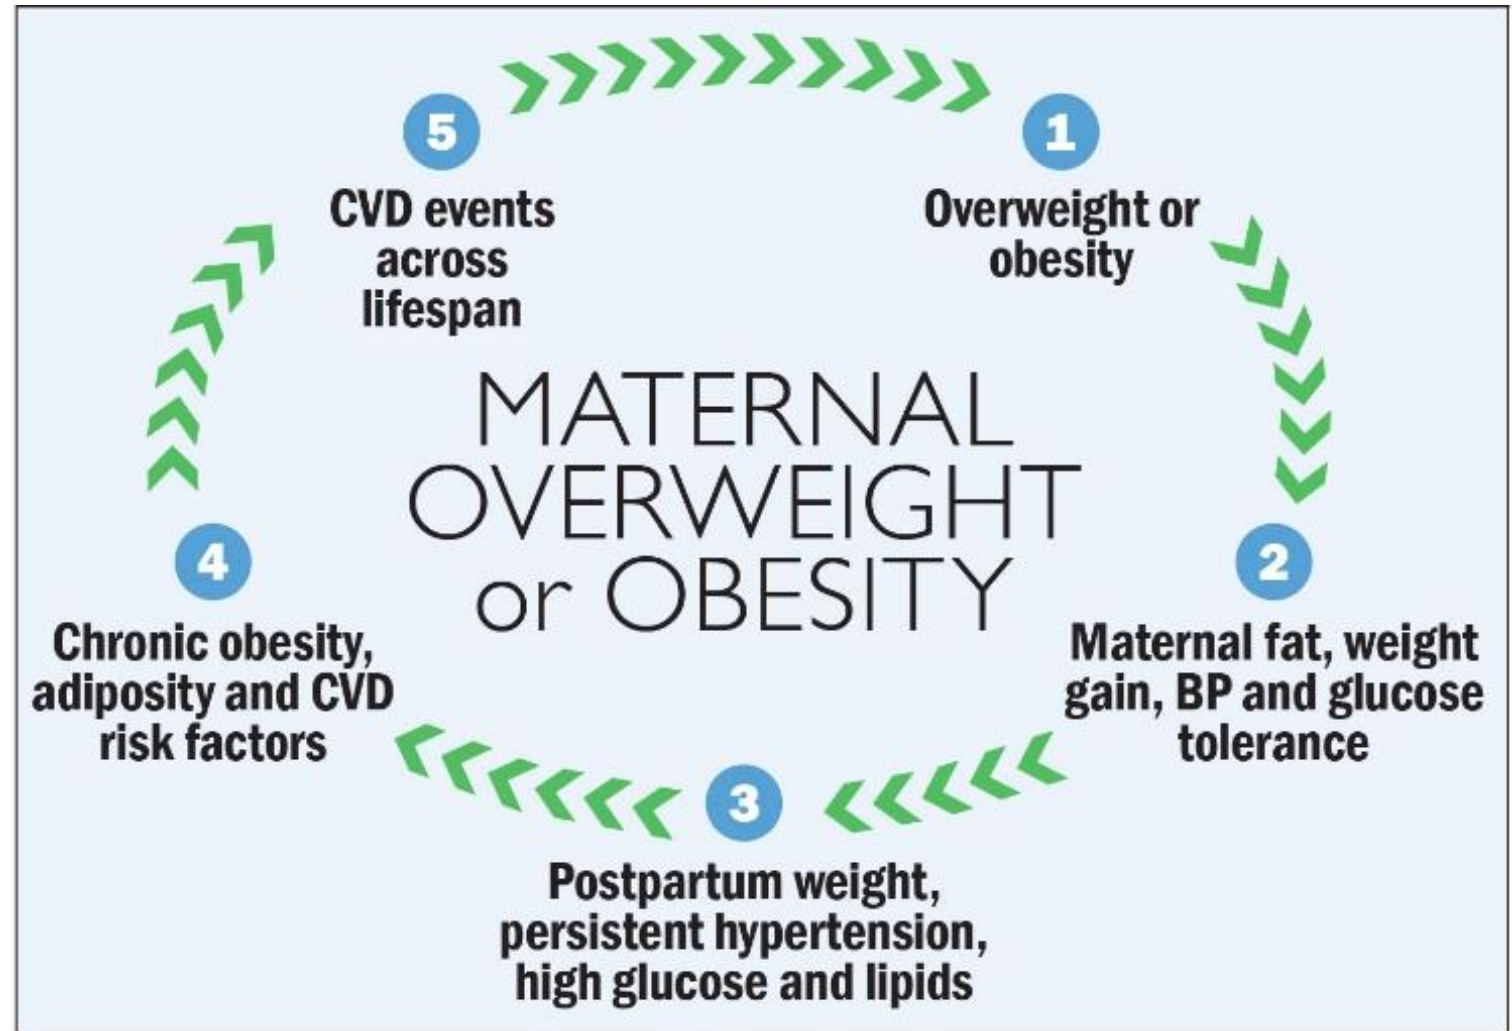 MATERNAL
OVERWEIGHT
or OBESITY
1
Overweight or
obesity
2
Maternal fat, weight
gain, BP and glucose
tolerance
3
Postpartum weight,
persistent hypertension,
high glucose and lipids
4
Chronic obesity,
adiposity and CVD
risk factors
5
CVD events
across
lifespan